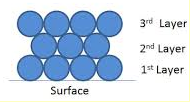 3rd Layer
2nd Layer
1st Layer
Surface